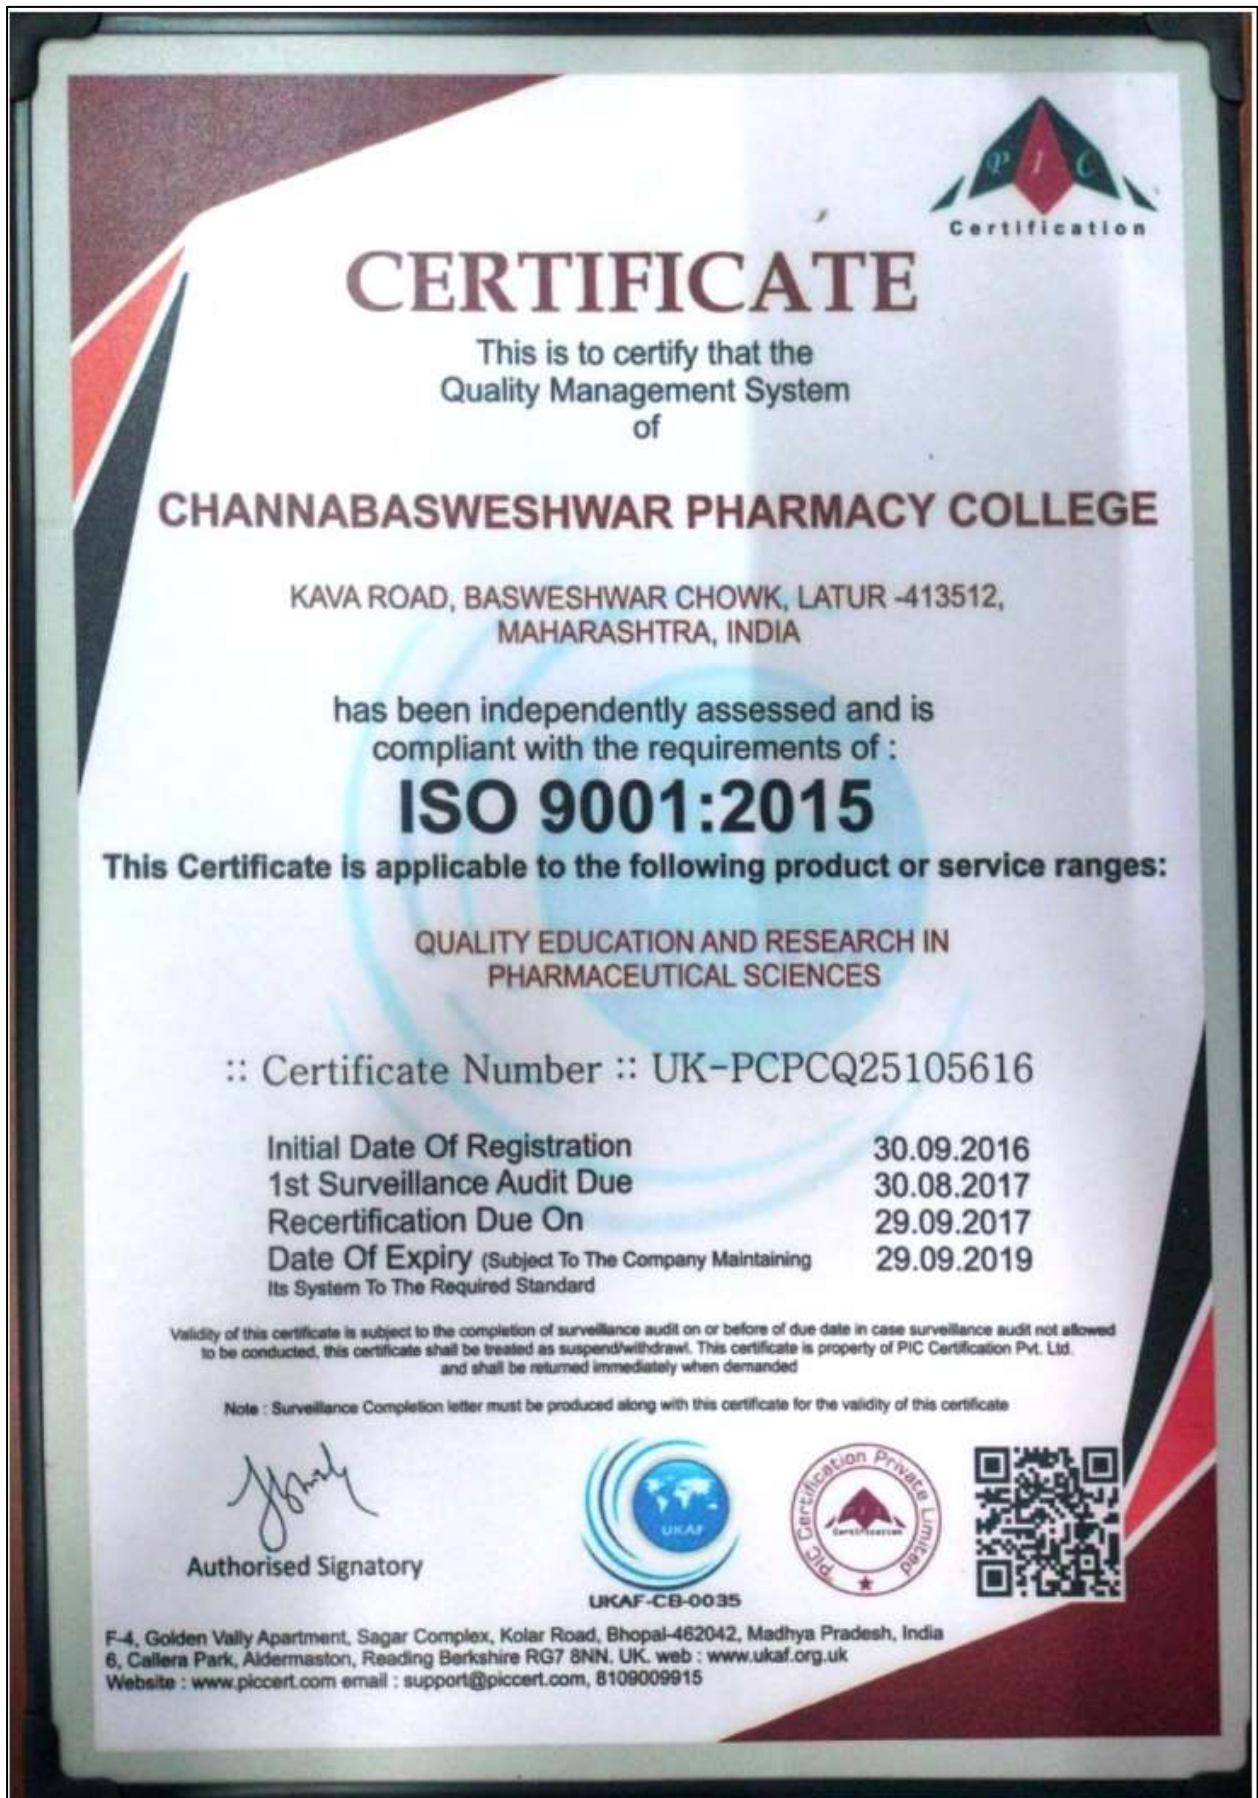 P I C
Certification
CERTIFICATE
This is to certify that the
Quality Management System
of
CHANNABASWESHWAR PHARMACY COLLEGE
KAVA ROAD, BASWESHWAR CHOWK, LATUR -413512,
MAHARASHTRA, INDIA
has been independently assessed and is
compliant with the requirements of :
ISO 9001:2015
This Certificate is applicable to the following product or service ranges:
QUALITY EDUCATION AND RESEARCH IN
PHARMACEUTICAL SCIENCES
:: Certificate Number :: UK-PCPCQ25105616
Initial Date Of Registration 30.09.2016
1st Surveillance Audit Due 30.08.2017
Recertification Due On 29.09.2017
Date Of Expiry (Subject To The Company Maintaining 29.09.2019
Its System To The Required Standard
Validity of this certificate is subject to the completion of surveillance audit on or before of due date in case surveillance audit not allowed
to be conducted, this certificate shall be treated as suspend/withdrawl. This certificate is property of PIC Certification Pvt. Ltd.
and shall be returned immediately when demanded
Note : Surveillance Completion letter must be produced along with this certificate for the validity of this certificate
Authorised Signatory
UKAF
UKAF-CB-0035
PIC Certification Private Limited
Certification
F-4, Golden Vally Apartment, Sagar Complex, Kolar Road, Bhopal-462042, Madhya Pradesh, India
6, Callera Park, Aldermaston, Reading Berkshire RG7 8NN, UK. web : www.ukaf.org.uk
Website : www.piccert.com email : support@piccert.com, 8109009915